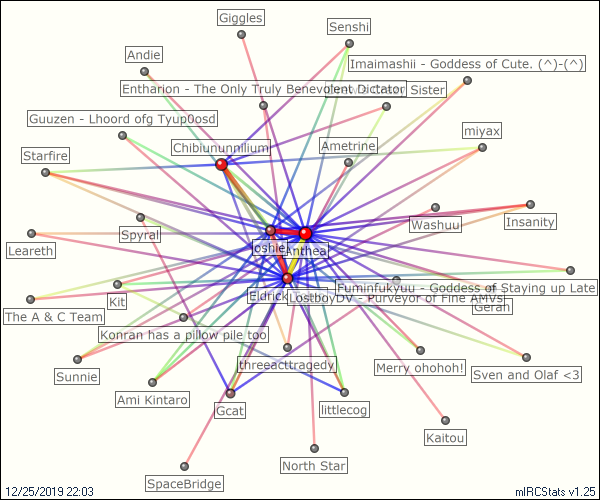 Giggles
Senshi
Andie
Imaimashii - Goddess of Cute. (^)-(^)
Entharion - The Only Truly Benevolent Dictator
Sister
Guuzen - Lhoord ofg Tyup0osd
miyax
Chibiununnilium
Ametrine
Starfire
Washuu
Insanity
Spyral
Leareth
Joshie
Anthea
Fuminfukyuu - Goddess of Staying up Late
Eldrick
LostboyDV - Purveyor of Fine AMVs
Kit
Gerah
The A & C Team
Konran has a pillow pile too
threeacttragedy
Merry ohohoh!
Sven and Olaf <3
Sunnie
Ami Kintaro
Gcat
littlecog
Kaitou
North Star
SpaceBridge
12/25/2019 22:03
mIRCStats v1.25